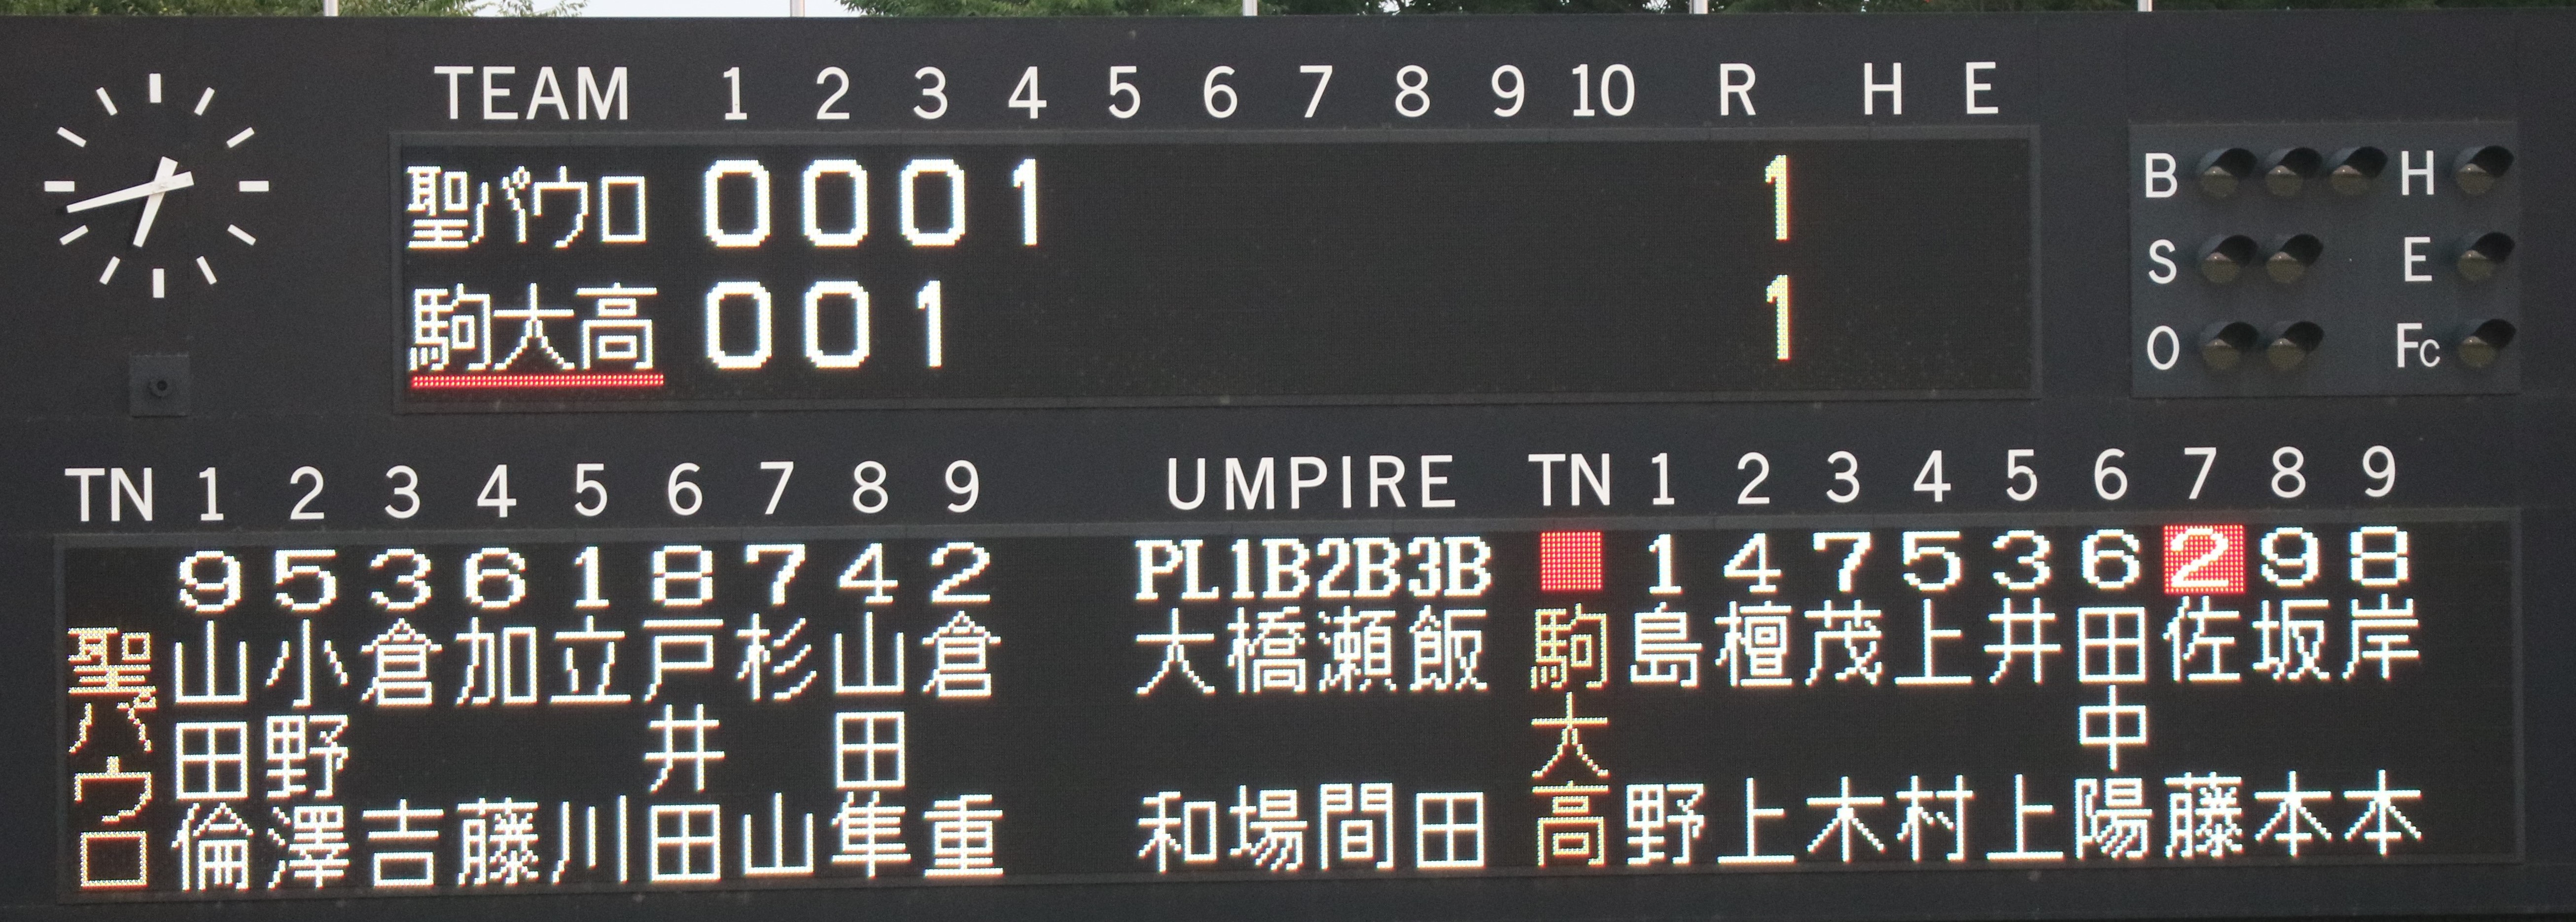 TEAM 1 2 3 4 5 6 7 8 9 10 R H E
聖パウロ 0 0 0 1 1
駒大高 0 0 1 1
B H
S E
O Fc
TN 1 2 3 4 5 6 7 8 9 UMPIRE TN 1 2 3 4 5 6 7 8 9
9 5 3 6 1 8 7 4 2 PL 1B 2B 3B 1 4 7 5 3 6 2 9 8
聖パウロ
山田倫
小野澤
倉吉
加藤
立川
戸井田
杉山
山田隼
倉重
大和
橋場
瀬間
飯田
駒大高
島野
檀上
茂木
上村
井上
田中陽
佐藤
坂本
岸本